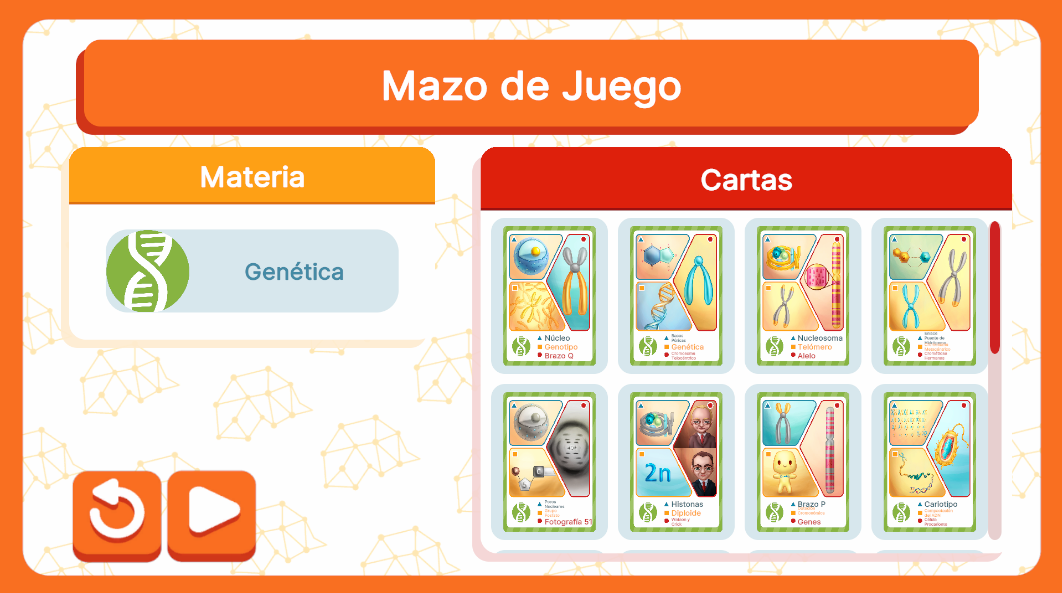 Mazo de Juego
Materia
Genética
Cartas
Núcleo
Genotipo
Brazo Q
Genética
Nucleosoma
Telómero
Alelo
Fotografía 51
2n
Histonas
Diploide
Brazo P
Genes
Cariotipo